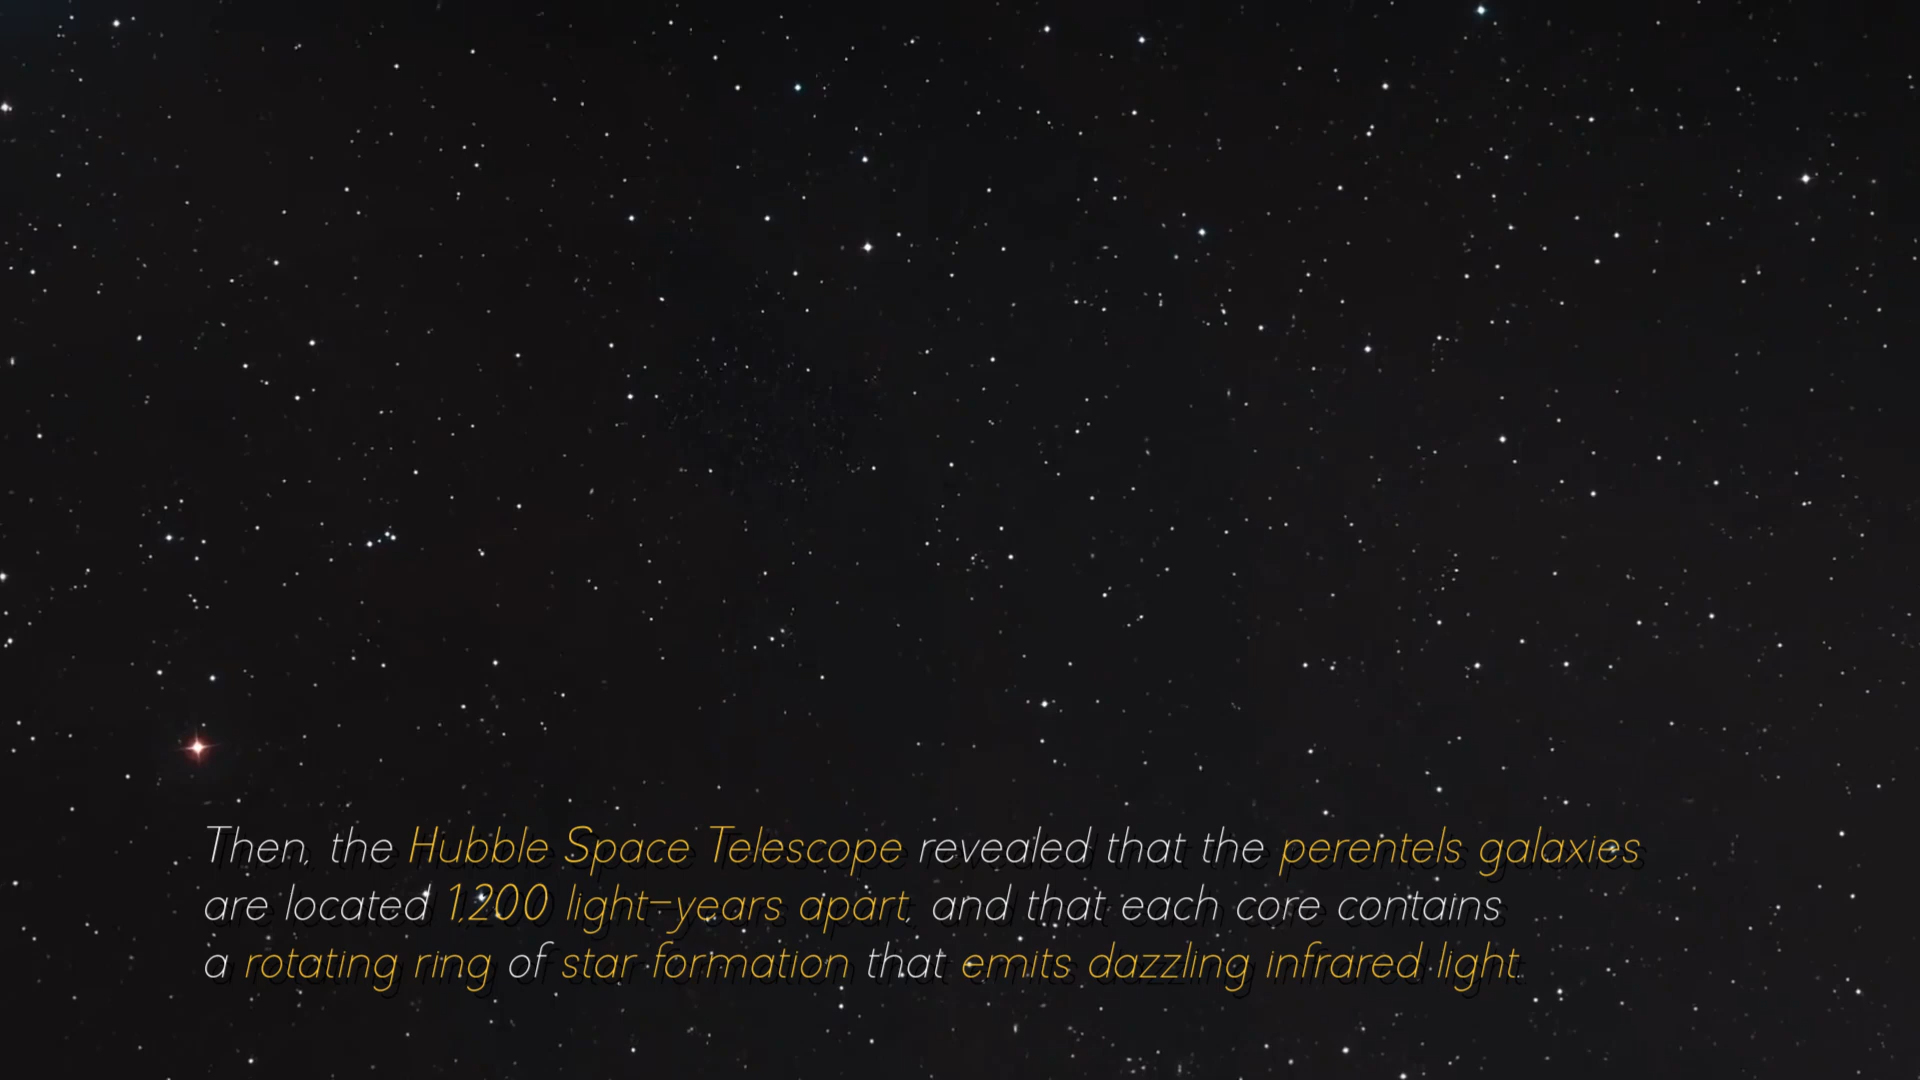 Then, the Hubble Space Telescope revealed that the perentels galaxies
are located 1,200 light-years apart, and that each core contains
a rotating ring of star formation that emits dazzling infrared light.